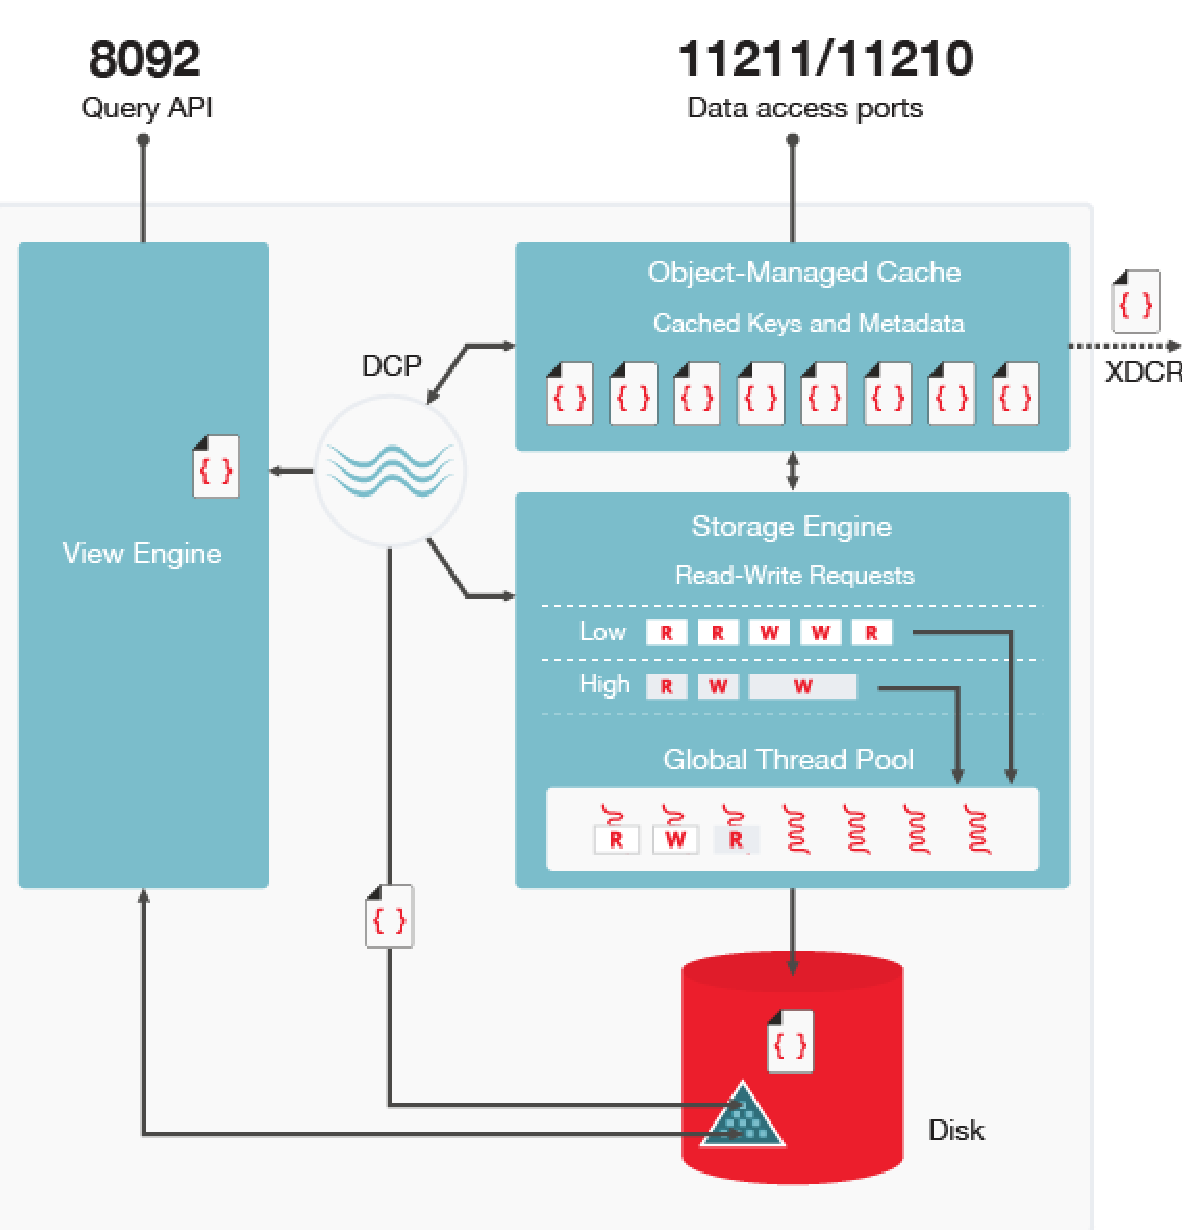 8092
Query API
11211/11210
Data access ports
Object-Managed Cache
Cached Keys and Metadata
{ } { } { } { } { } { } { } { }
{ }
XDCR
DCP
{ }
View Engine
Storage Engine
Read-Write Requests
Low R R W W R
High R W W
Global Thread Pool
R W R
{ }
{ }
Disk